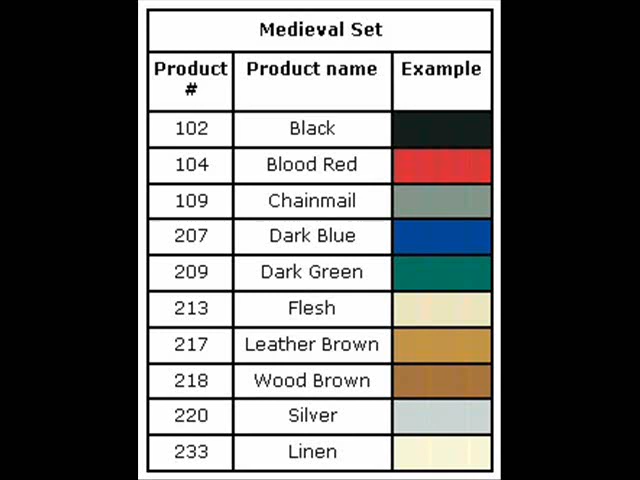 Medieval Set
Product # Product name Example
102 Black
104 Blood Red
109 Chainmail
207 Dark Blue
209 Dark Green
213 Flesh
217 Leather Brown
218 Wood Brown
220 Silver
233 Linen